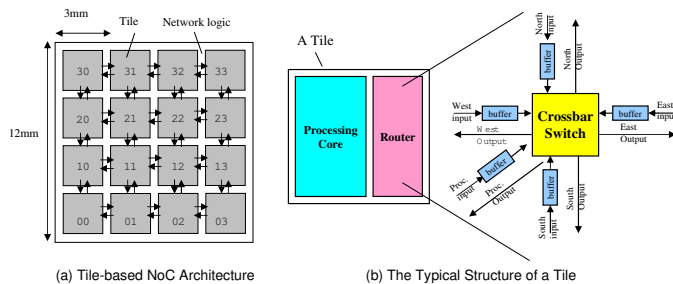 3mm
Tile
Network logic
12mm
30 31 32 33
20 21 22 23
10 11 12 13
00 01 02 03
(a) Tile-based NoC Architecture
A Tile
Processing
Core
Router
North
input
buffer
North
Output
West
input
buffer
West
Output
Crossbar
Switch
buffer
East
input
East
Output
Proc.
input
buffer
Proc.
Output
buffer
South
input
South
Output
(b) The Typical Structure of a Tile